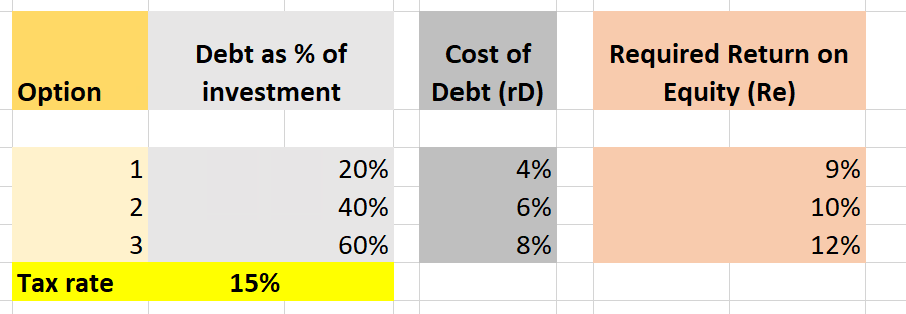 Option
Debt as % of
investment
Cost of
Debt (rD)
Required Return on
Equity (Re)
1 20% 4% 9%
2 40% 6% 10%
3 60% 8% 12%
Tax rate 15%